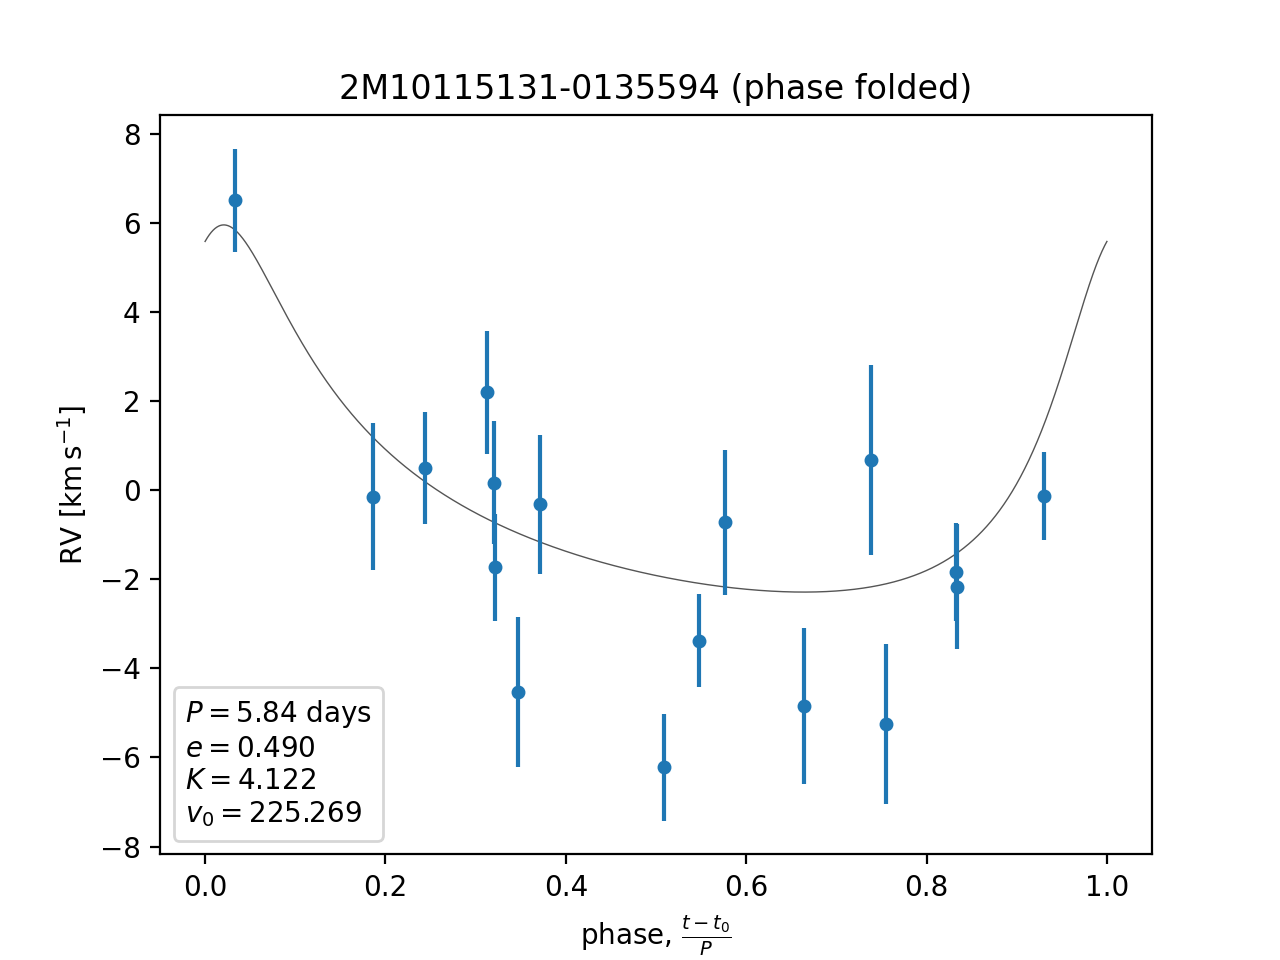 2M10115131-0135594 (phase folded)
8
6
4
2
0
−2
−4
−6
−8
RV [km s⁻¹]
P = 5.84 days
e = 0.490
K = 4.122
v₀ = 225.269
0.0 0.2 0.4 0.6 0.8 1.0
phase, (t − t₀)/P